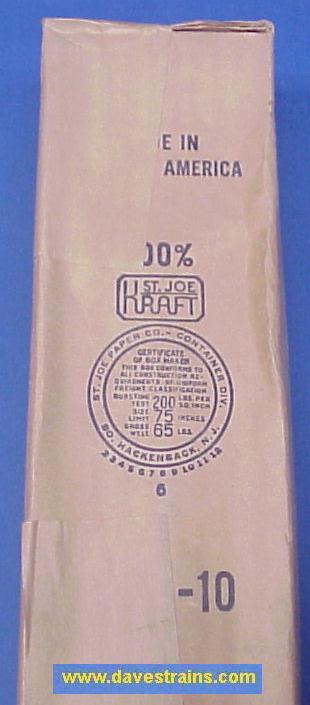 E IN
AMERICA
00%
ST. JOE
KRAFT
ST. JOE PAPER CO. - CONTAINER DIV.
CERTIFICATE
OF BOX MAKER
THIS BOX CONFORMS TO
ALL CONSTRUCTION RE-
QUIREMENTS OF UNIFORM
FREIGHT CLASSIFICATION
BURSTING TEST 200 LBS. PER SQ. INCH
SIZE LIMIT 75 INCHES
GROSS WT. LT. 65 LBS.
SO. HACKENSACK, N. J.
2 3 4 5 6 7 8 9 10 11 12
6
-10
www.davestrains.com